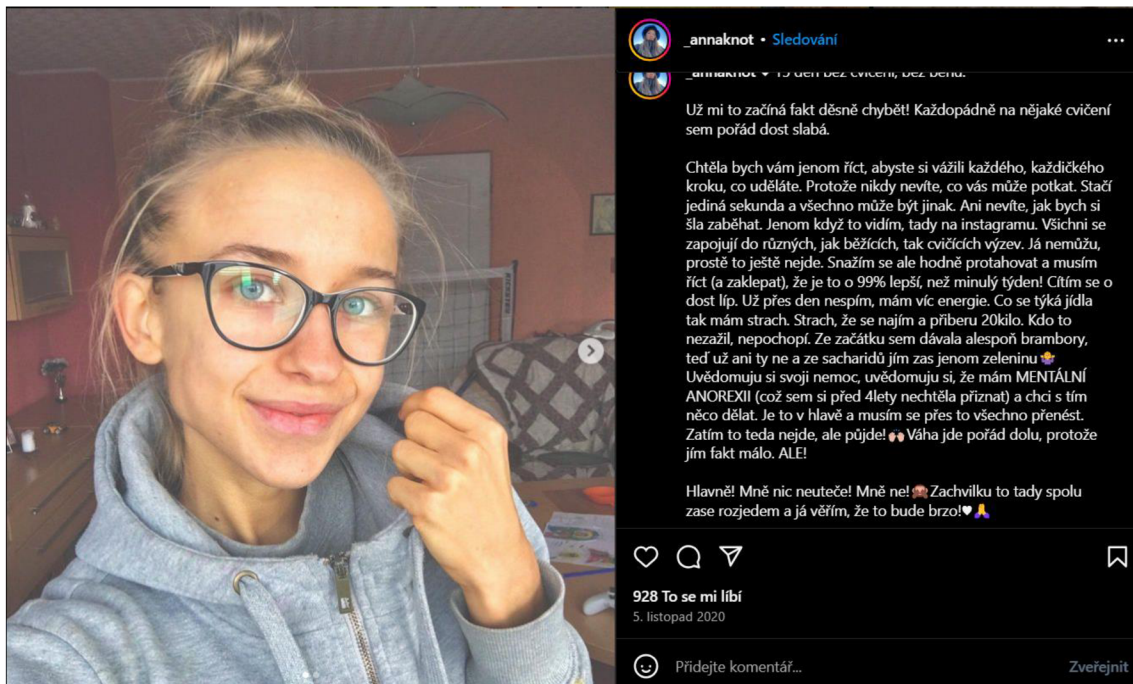 _annaknot • Sledování
_annaknot 15 den bez cvičení, bez běhu.
Už mi to začíná fakt děsně chybět! Každopádně na nějaké cvičení
sem pořád dost slabá.
Chtěla bych vám jenom říct, abyste si vážili každého, každičkého
kroku, co uděláte. Protože nikdy nevíte, co vás může potkat. Stačí
jediná sekunda a všechno může být jinak. Ani nevíte, jak bych si
šla zaběhat. Jenom když to vidím, tady na instagramu. Všichni se
zapojují do různých, jak běžících, tak cvičících výzev. Já nemůžu,
prostě to ještě nejde. Snažím se ale hodně protahovat a musím
říct (a zaklepat), že je to o 99% lepší, než minulý týden! Cítím se o
dost líp. Už přes den nespím, mám víc energie. Co se týká jídla
tak mám strach. Strach, že se najím a přiberu 20kilo. Kdo to
nezažil, nepochopí. Ze začátku sem dávala alespoň brambory,
teď už ani ty ne a ze sacharidů jím zas jenom zeleninu🤷‍♀️
Uvědomuju si svoji nemoc, uvědomuju si, že mám MENTÁLNÍ
ANOREXII (což sem si před 4lety nechtěla přiznat) a chci s tím
něco dělat. Je to v hlavě a musím se přes to všechno přenést.
Zatím to teda nejde, ale půjde!🙌🏻Váha jde pořád dolu, protože
jím fakt málo. ALE!
Hlavně! Mně nic neuteče! Mně ne!🙊Zachvilku to tady spolu
zase rozjedem a já věřím, že to bude brzo!♥🙏
928 To se mi líbí
5. listopad 2020
Přidejte komentář...
Zveřejnit